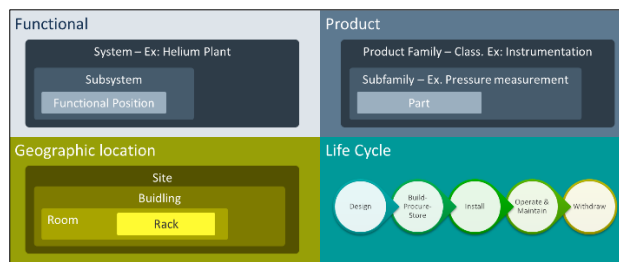 Functional
System – Ex: Helium Plant
Subsystem
Functional Position
Product
Product Family – Class. Ex: Instrumentation
Subfamily – Ex. Pressure measurement
Part
Geographic location
Site
Buidling
Room
Rack
Life Cycle
Design
Build-
Procure-
Store
Install
Operate &
Maintain
Withdraw